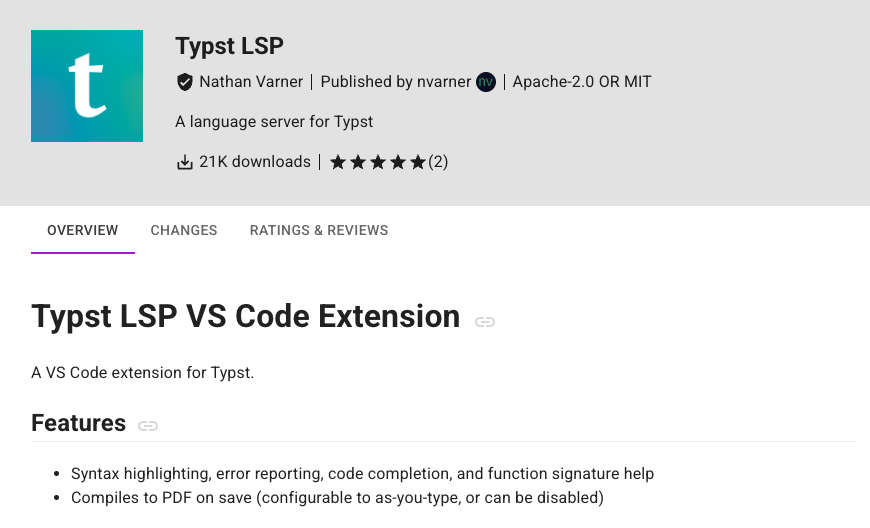 t
Typst LSP
Nathan Varner | Published by nvarner nv | Apache-2.0 OR MIT
A language server for Typst
21K downloads | ★★★★★(2)
OVERVIEW CHANGES RATINGS & REVIEWS
Typst LSP VS Code Extension
A VS Code extension for Typst.
Features
• Syntax highlighting, error reporting, code completion, and function signature help
• Compiles to PDF on save (configurable to as-you-type, or can be disabled)